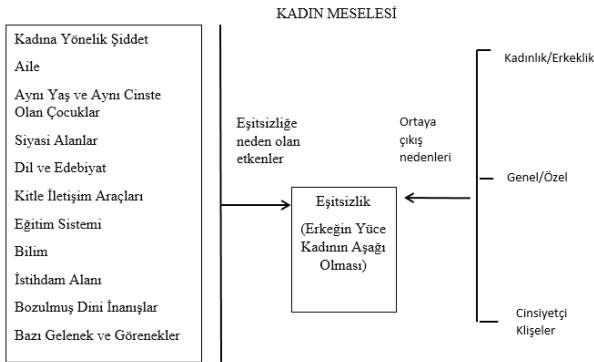 KADIN MESELESİ
Kadına Yönelik Şiddet
Aile
Aynı Yaş ve Aynı Cinste
Olan Çocuklar
Siyasi Alanlar
Dil ve Edebiyat
Kitle İletişim Araçları
Eğitim Sistemi
Bilim
İstihdam Alanı
Bozulmuş Dini İnanışlar
Bazı Gelenek ve Görenekler
Eşitsizliğe
neden olan
etkenler
Eşitsizlik
(Erkeğin Yüce
Kadının Aşağı
Olması)
Ortaya
çıkış
nedenleri
Kadınlık/Erkeklik
Genel/Özel
Cinsiyetçi
Klişeler